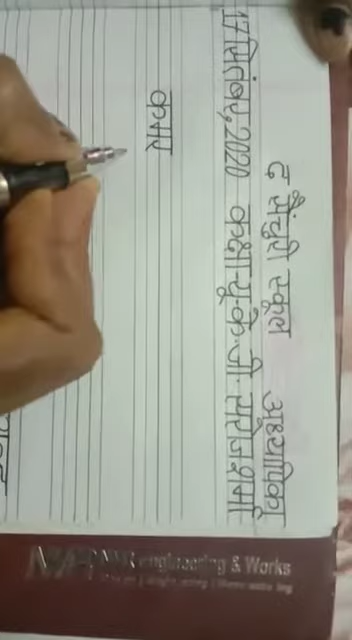 द सैंचुरी स्कूल अध्यापिका
17 सितंबर, 2020 कक्षा-यू.के.जी. सरोज शर्मा
कमर
engineering & Works